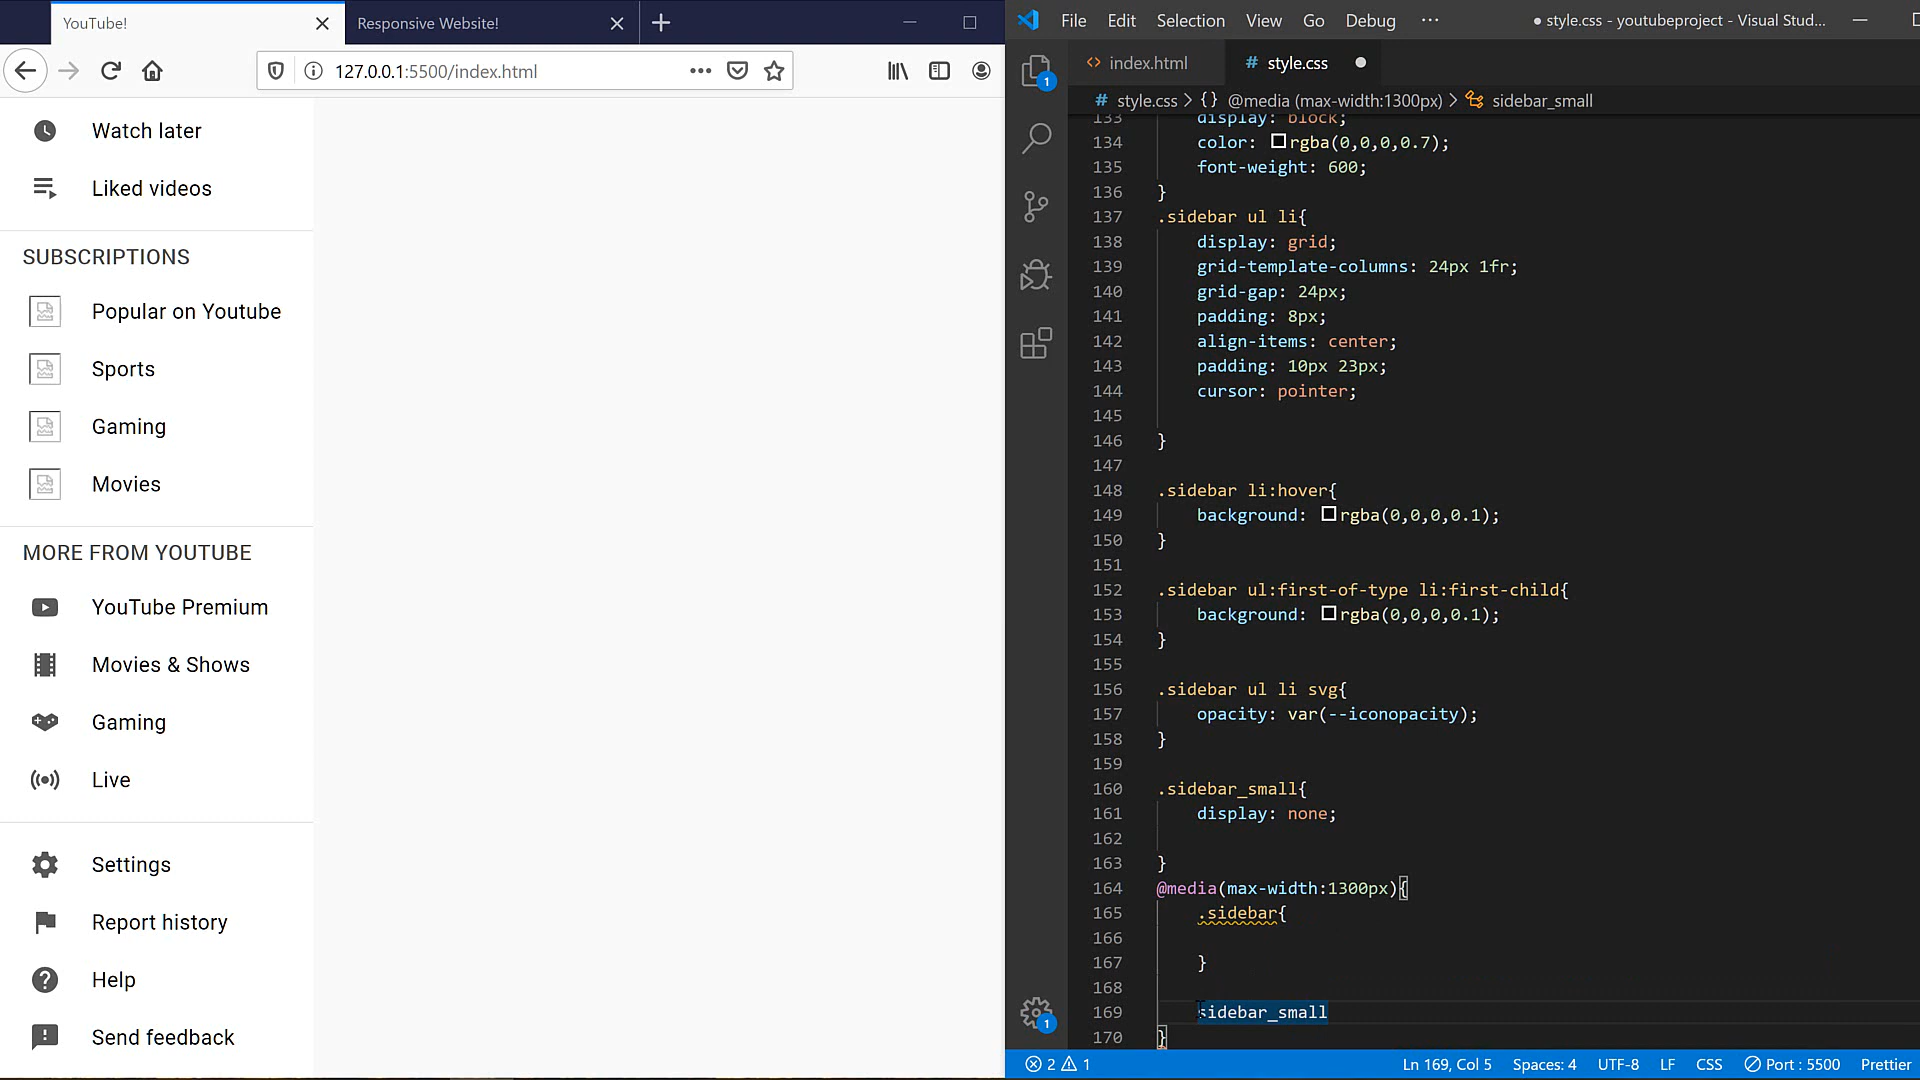 YouTube!
Responsive Website!
127.0.0.1:5500/index.html
Watch later
Liked videos
SUBSCRIPTIONS
Popular on Youtube
Sports
Gaming
Movies
MORE FROM YOUTUBE
YouTube Premium
Movies & Shows
Gaming
Live
Settings
Report history
Help
Send feedback
File Edit Selection View Go Debug ··· ● style.css - youtubeproject - Visual Stud...
1
<> index.html
# style.css ●
# style.css > {} @media (max-width:1300px) > sidebar_small
133 display: block;
134 color: rgba(0,0,0,0.7);
135 font-weight: 600;
136 }
137 .sidebar ul li{
138 display: grid;
139 grid-template-columns: 24px 1fr;
140 grid-gap: 24px;
141 padding: 8px;
142 align-items: center;
143 padding: 10px 23px;
144 cursor: pointer;
145
146 }
147
148 .sidebar li:hover{
149 background: rgba(0,0,0,0.1);
150 }
151
152 .sidebar ul:first-of-type li:first-child{
153 background: rgba(0,0,0,0.1);
154 }
155
156 .sidebar ul li svg{
157 opacity: var(--iconopacity);
158 }
159
160 .sidebar_small{
161 display: none;
162
163 }
164 @media(max-width:1300px){
165 .sidebar{
166
167 }
168
169 sidebar_small
170 }
1
2 1 Ln 169, Col 5 Spaces: 4 UTF-8 LF CSS Port : 5500 Prettier